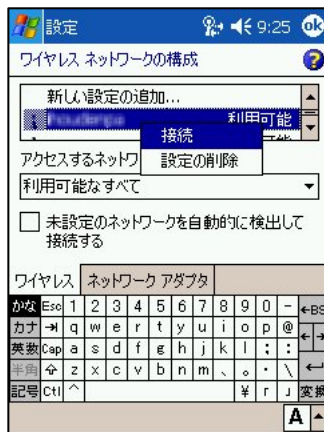 設定 9:25 ok
ワイヤレス ネットワークの構成 ?
新しい設定の追加...
利用可能
接続
設定の削除
アクセスするネットワ
利用可能なすべて
未設定のネットワークを自動的に検出して
接続する
ワイヤレス ネットワーク アダプタ
かな Esc 1 2 3 4 5 6 7 8 9 0 - ←BS
カナ q w e r t y u i o p @
英数 Cap a s d f g h j k l ; :
半角 z x c v b n m 、 。 ・ \
記号 Ctl ^ ¥ 「 」 変換
A